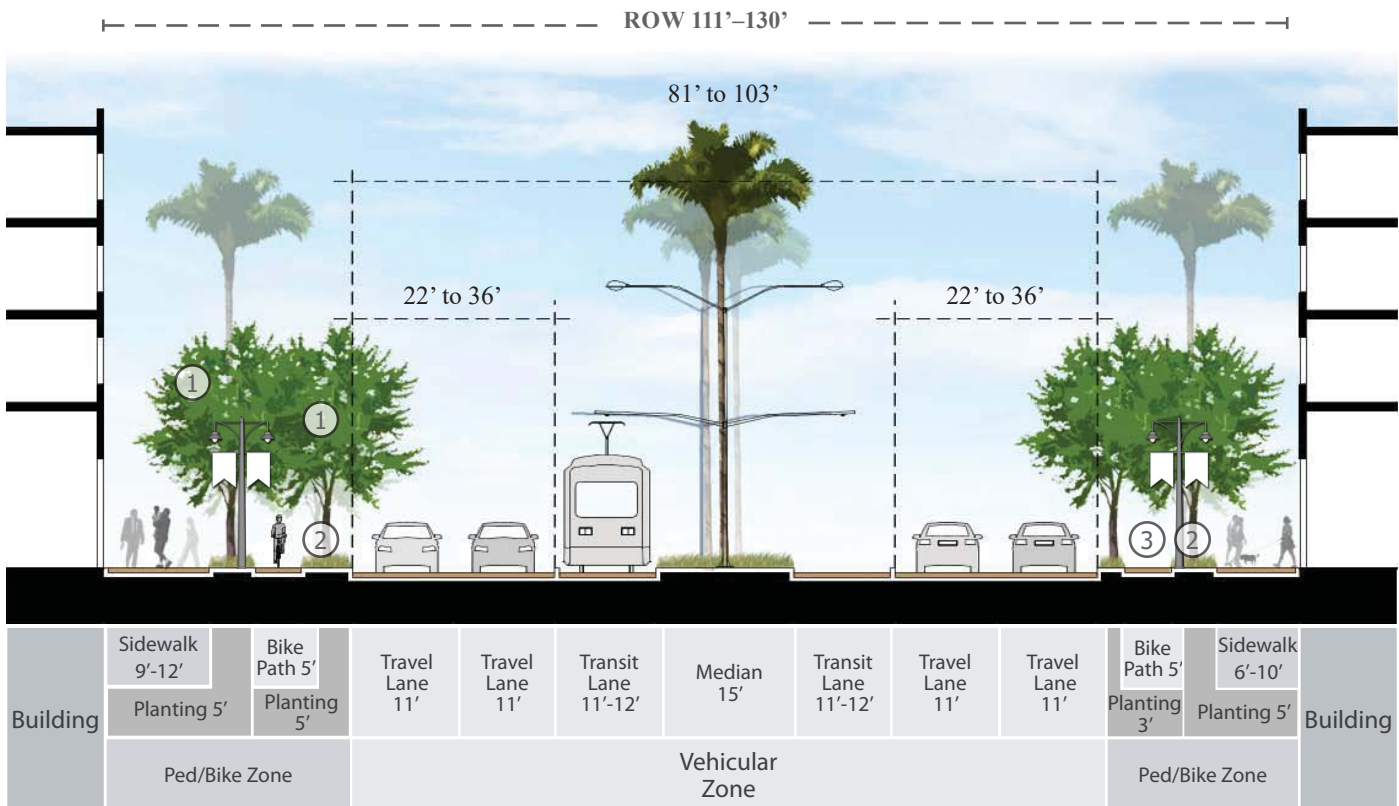 ROW 111’–130’
81’ to 103’
22’ to 36’
22’ to 36’
1
1
2
3
2
Building
Sidewalk
9'-12'
Planting 5’
Bike
Path 5'
Planting
5’
Travel
Lane
11’
Travel
Lane
11’
Transit
Lane
11’-12’
Median
15’
Transit
Lane
11’-12’
Travel
Lane
11’
Travel
Lane
11’
Bike
Path 5'
Planting
3’
Sidewalk
6’-10’
Planting 5’
Building
Ped/Bike Zone
Vehicular
Zone
Ped/Bike Zone